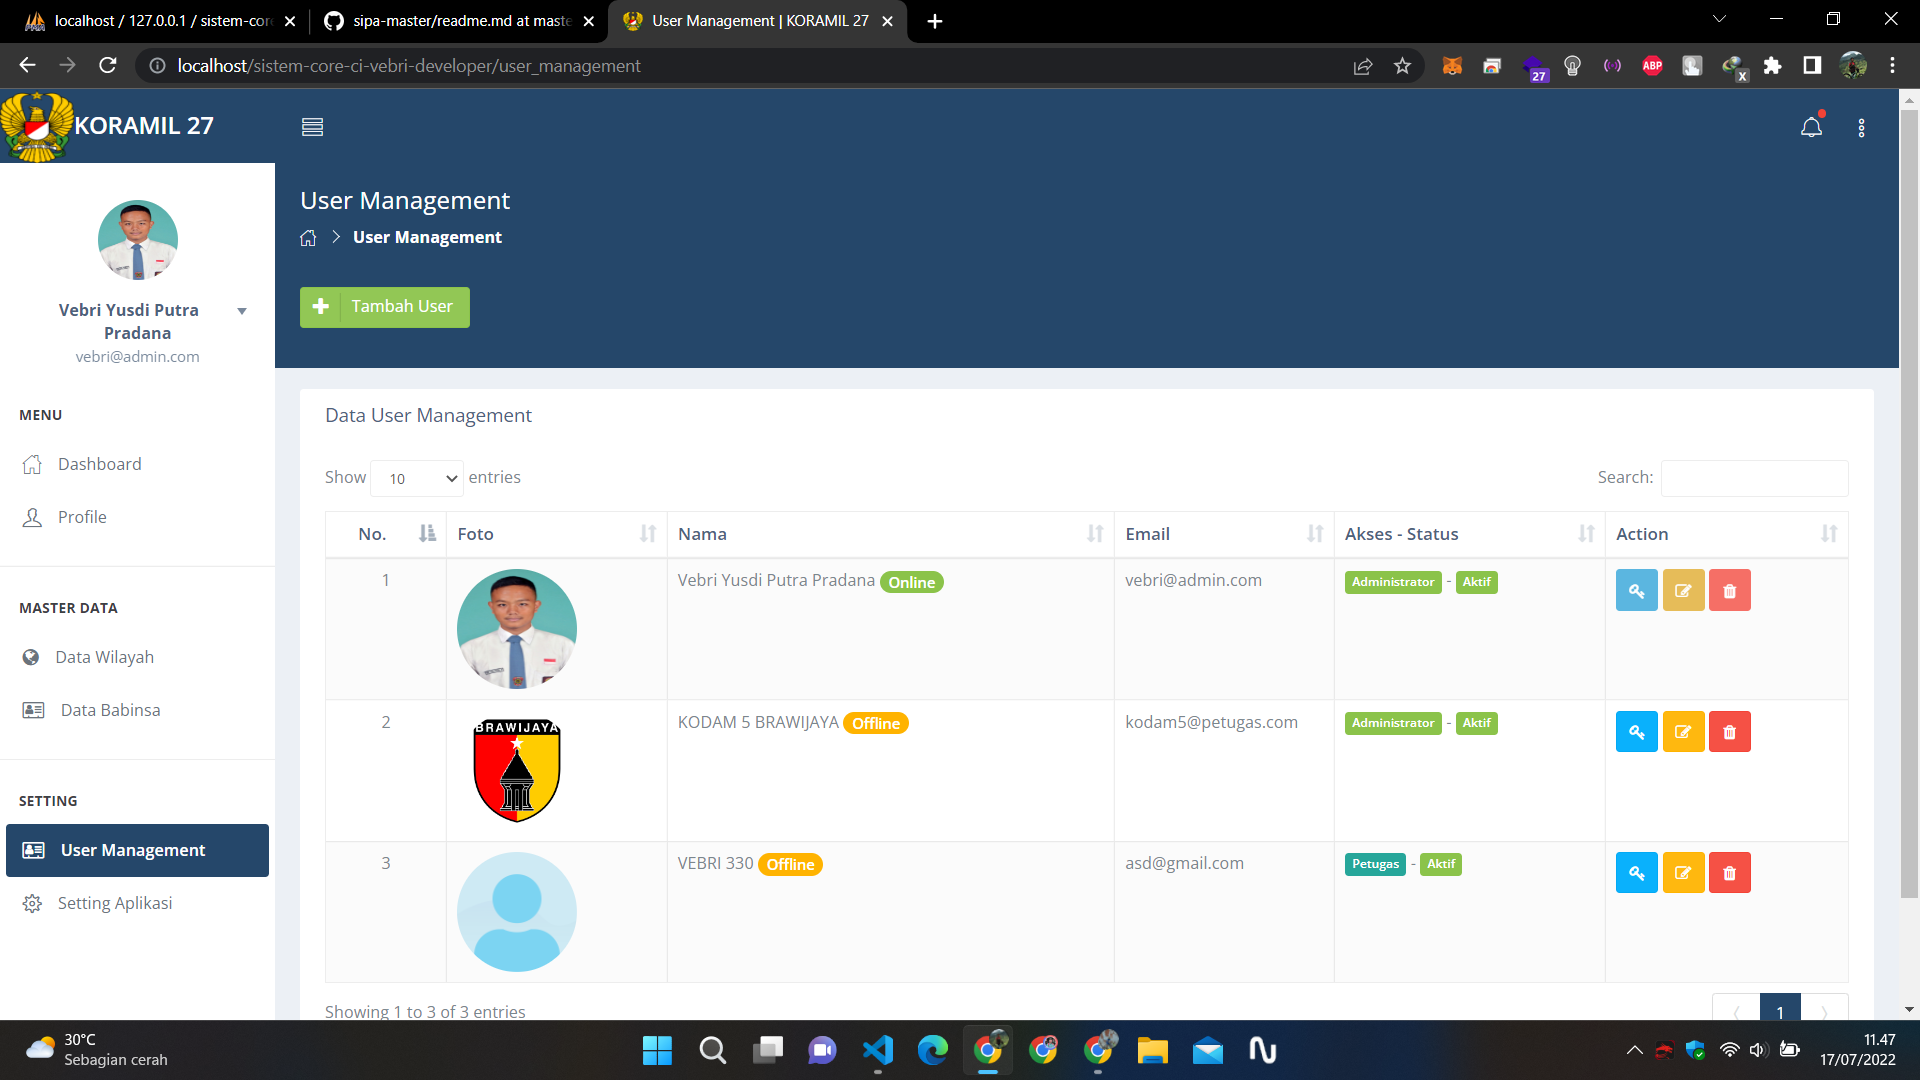 localhost / 127.0.0.1 / sistem-core
sipa-master/readme.md at maste
User Management | KORAMIL 27
localhost/sistem-core-ci-vebri-developer/user_management
27
ABP
X
KORAMIL 27
User Management
User Management
Tambah User
Vebri Yusdi Putra
Pradana
vebri@admin.com
MENU
Dashboard
Profile
MASTER DATA
Data Wilayah
Data Babinsa
SETTING
User Management
Setting Aplikasi
Data User Management
Show 10 entries
Search:
No. Foto Nama Email Akses - Status Action
1 Vebri Yusdi Putra Pradana Online vebri@admin.com Administrator - Aktif
2 BRAWIJAYA KODAM 5 BRAWIJAYA Offline kodam5@petugas.com Administrator - Aktif
3 VEBRI 330 Offline asd@gmail.com Petugas - Aktif
Showing 1 to 3 of 3 entries
1
30°C
Sebagian cerah
11.47
17/07/2022